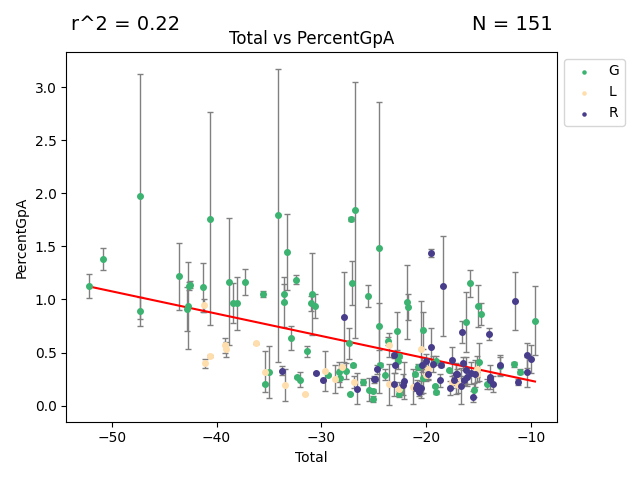 r^2 = 0.22
N = 151
Total vs PercentGpA
G
L
R
3.0
2.5
2.0
1.5
1.0
0.5
0.0
PercentGpA
−50
−40
−30
−20
−10
Total